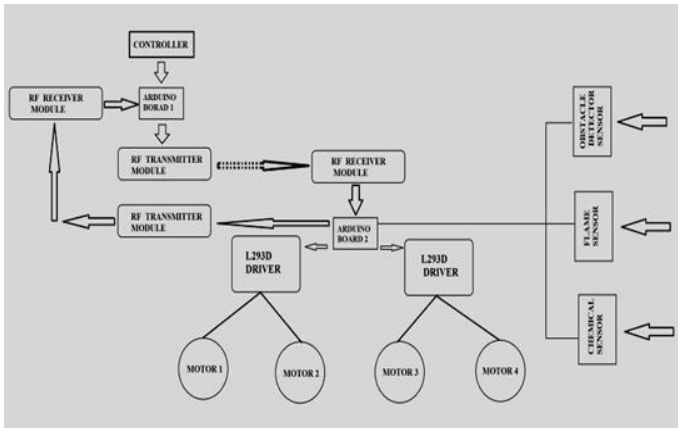 CONTROLLER
RF RECEIVER
MODULE
ARDUINO
BORAD 1
RF TRANSMITTER
MODULE
RF RECEIVER
MODULE
RF TRANSMITTER
MODULE
ARDUINO
BOARD 2
L293D
DRIVER
L293D
DRIVER
MOTOR 1
MOTOR 2
MOTOR 3
MOTOR 4
OBSTACLE
DETECTOR
SENSOR
FLAME
SENSOR
CHEMICAL
SENSOR